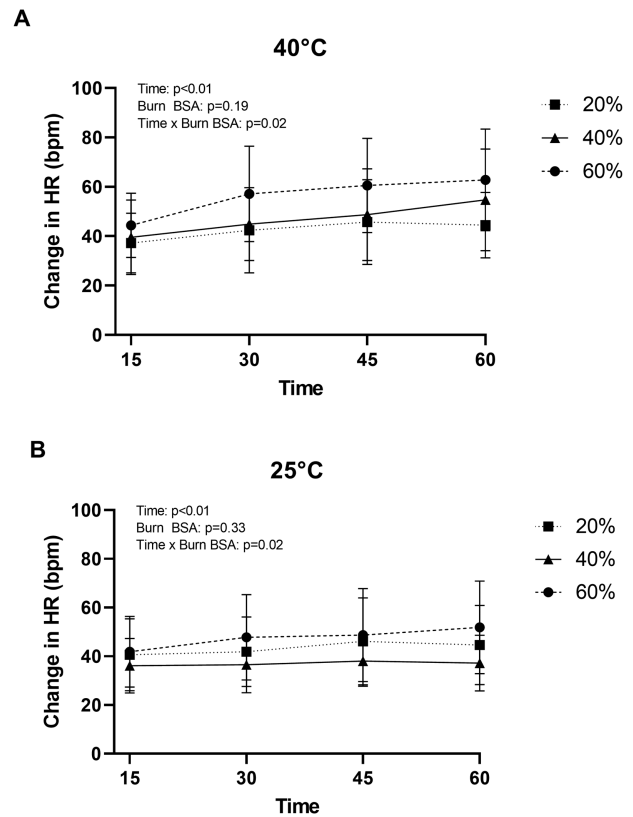 A
40°C
Time: p<0.01
Burn BSA: p=0.19
Time x Burn BSA: p=0.02
Change in HR (bpm)
100
80
60
40
20
0
15 30 45 60
Time
20%
40%
60%
B
25°C
Time: p<0.01
Burn BSA: p=0.33
Time x Burn BSA: p=0.02
Change in HR (bpm)
100
80
60
40
20
0
15 30 45 60
Time
20%
40%
60%